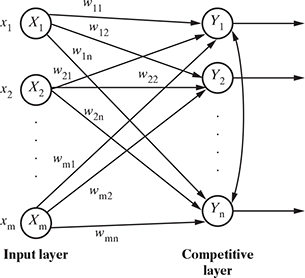 w₁₁
x₁ X₁ Y₁
w₁₂
w₁ₙ
w₂₁ w₂₂
x₂ X₂ Y₂
w₂ₙ
wₘ₁
wₘ₂
xₘ Xₘ Yₙ
wₘₙ
Input layer Competitive
layer